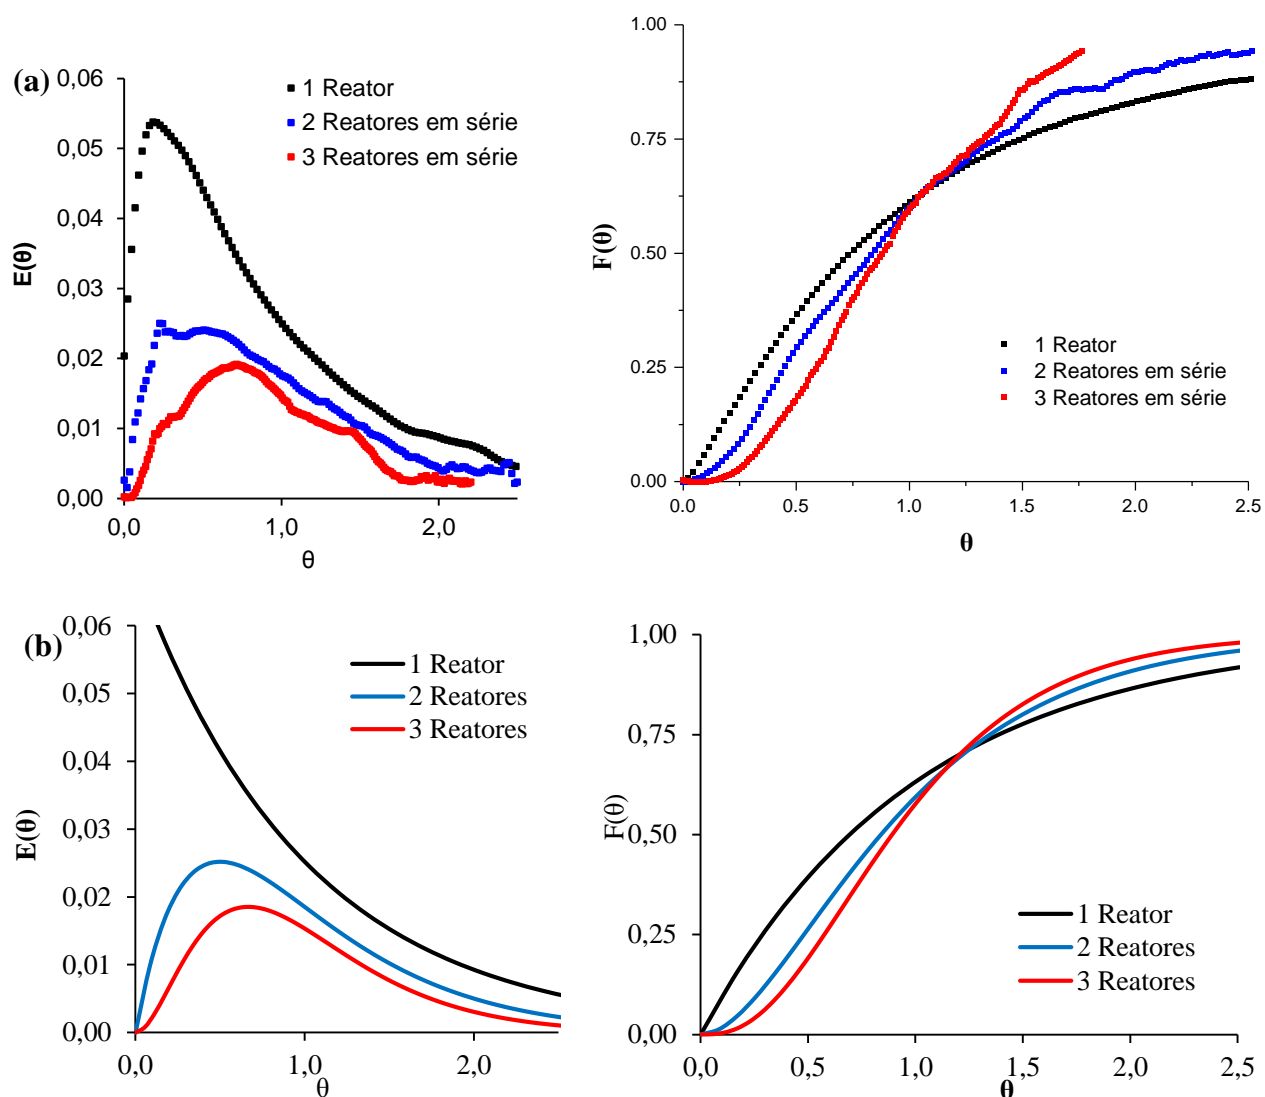 (a)
0,06
0,05
0,04
0,03
0,02
0,01
0,00
E(θ)
1 Reator
2 Reatores em série
3 Reatores em série
0,0
1,0
2,0
θ
1.00
0.75
0.50
0.25
0.00
F(θ)
1 Reator
2 Reatores em série
3 Reatores em série
0.0
0.5
1.0
1.5
2.0
2.5
θ
(b)
0,06
0,05
0,04
0,03
0,02
0,01
0,00
E(θ)
1 Reator
2 Reatores
3 Reatores
0,0
1,0
2,0
θ
1,00
0,75
0,50
0,25
0,00
F(θ)
1 Reator
2 Reatores
3 Reatores
0,0
0,5
1,0
1,5
2,0
2,5
θ